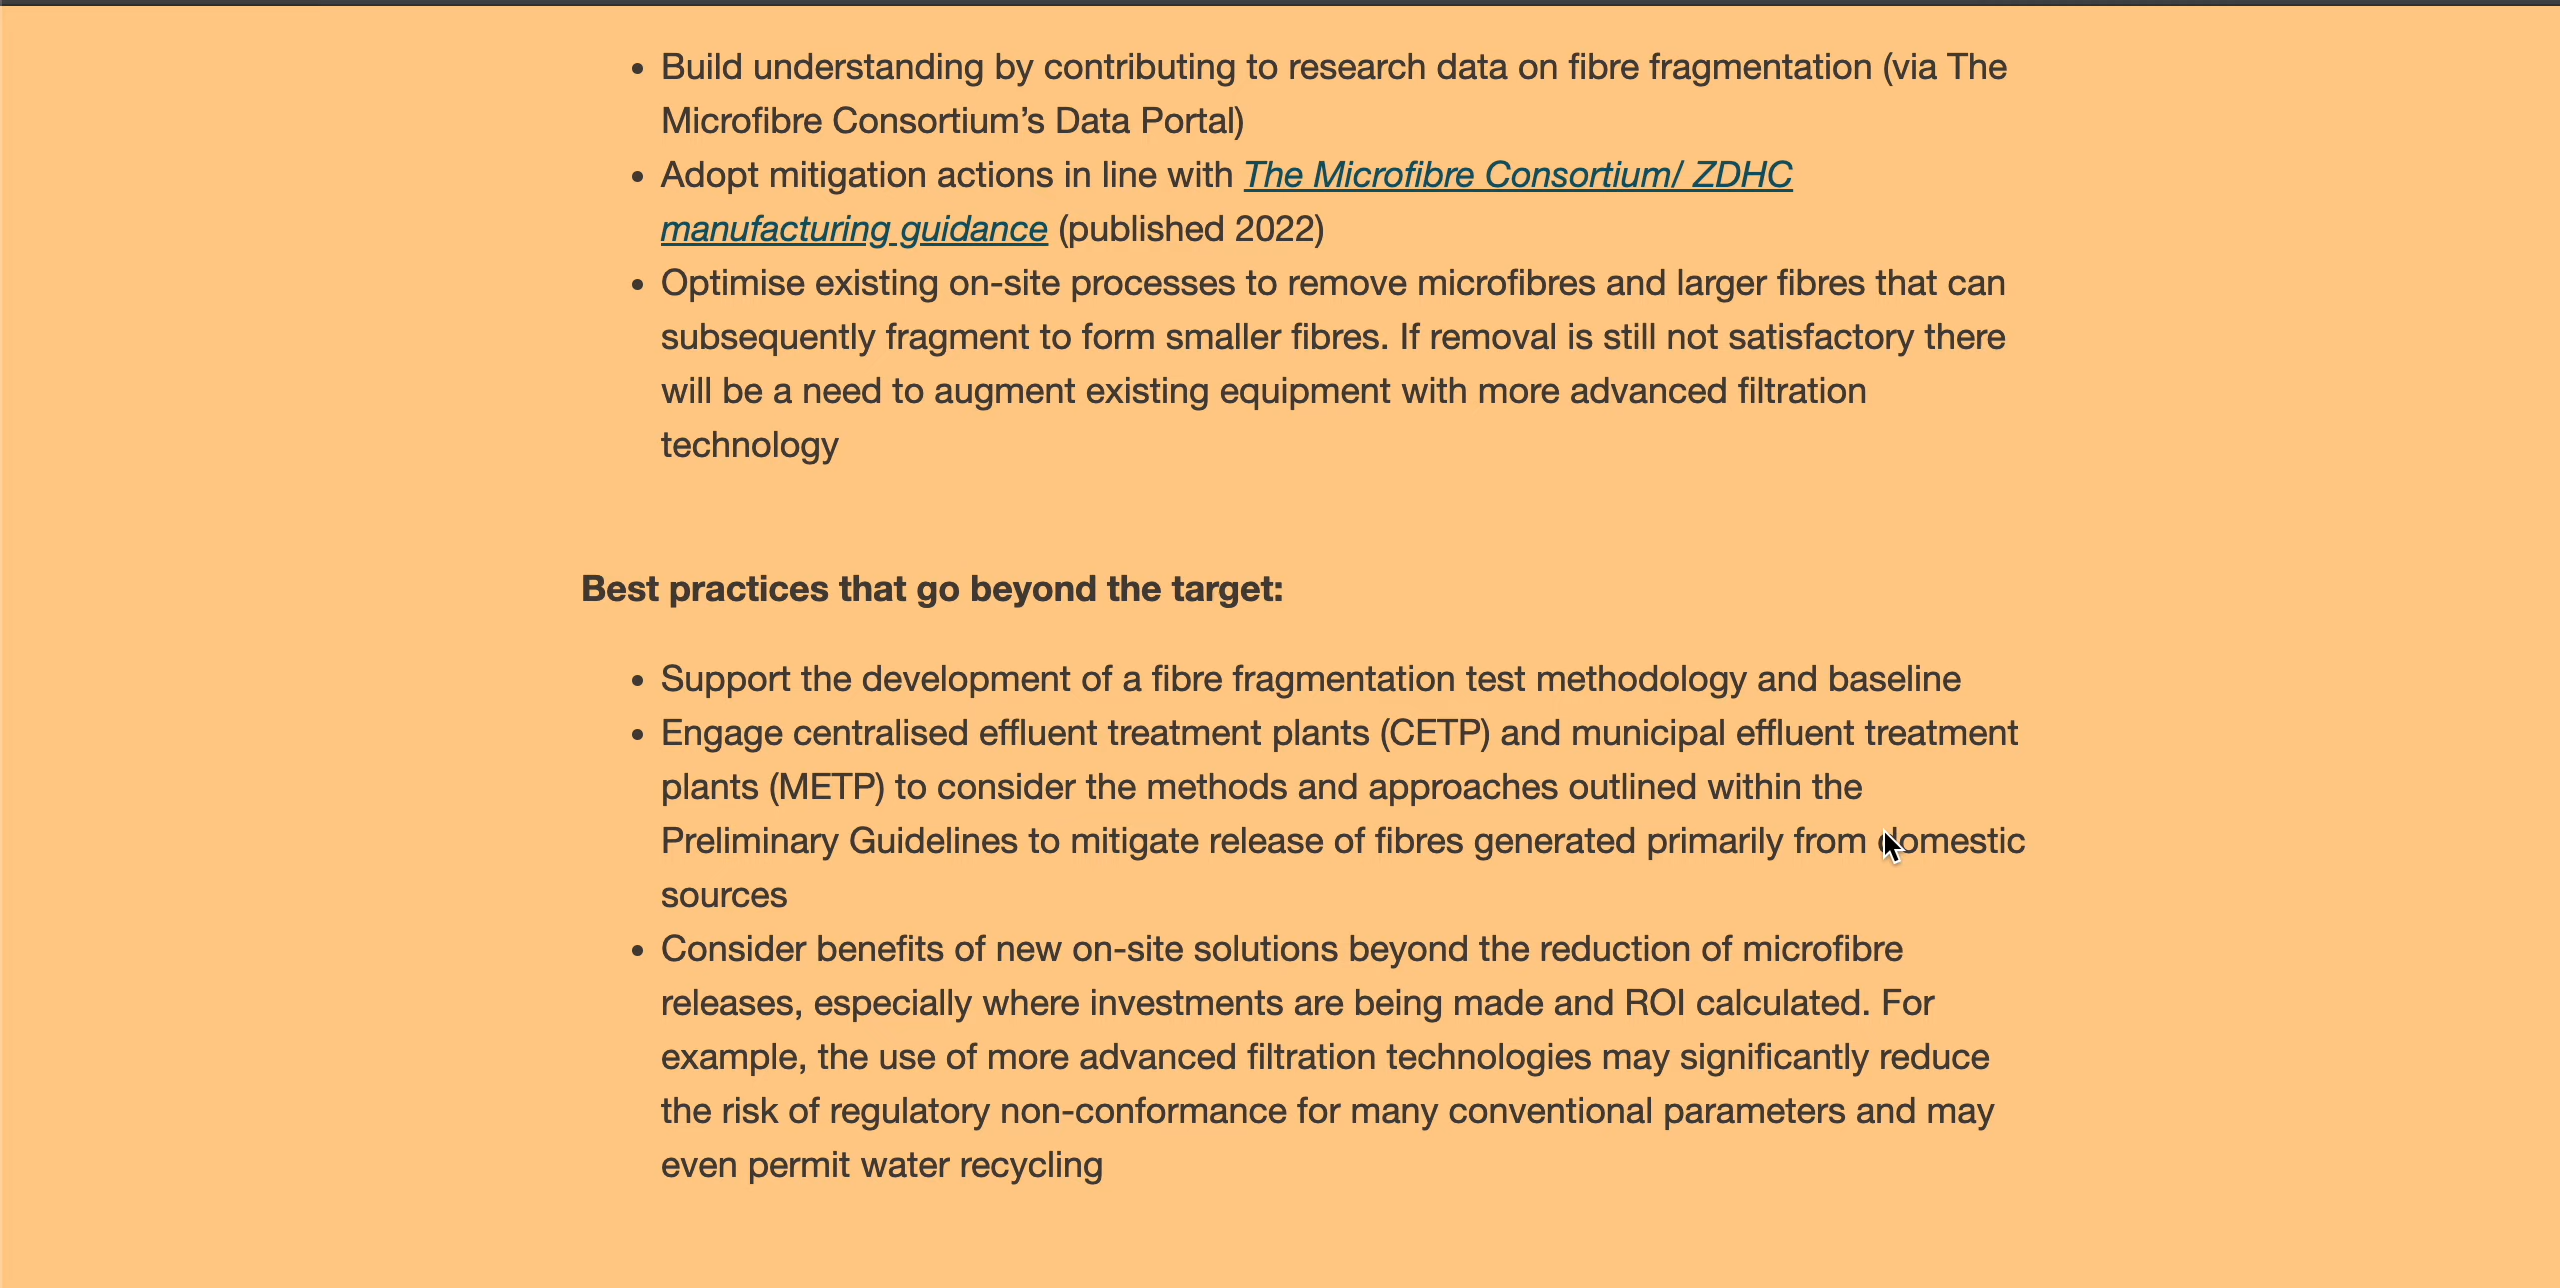 • Build understanding by contributing to research data on fibre fragmentation (via The
Microfibre Consortium’s Data Portal)
• Adopt mitigation actions in line with The Microfibre Consortium/ ZDHC
manufacturing guidance (published 2022)
• Optimise existing on-site processes to remove microfibres and larger fibres that can
subsequently fragment to form smaller fibres. If removal is still not satisfactory there
will be a need to augment existing equipment with more advanced filtration
technology
Best practices that go beyond the target:
• Support the development of a fibre fragmentation test methodology and baseline
• Engage centralised effluent treatment plants (CETP) and municipal effluent treatment
plants (METP) to consider the methods and approaches outlined within the
Preliminary Guidelines to mitigate release of fibres generated primarily from domestic
sources
• Consider benefits of new on-site solutions beyond the reduction of microfibre
releases, especially where investments are being made and ROI calculated. For
example, the use of more advanced filtration technologies may significantly reduce
the risk of regulatory non-conformance for many conventional parameters and may
even permit water recycling